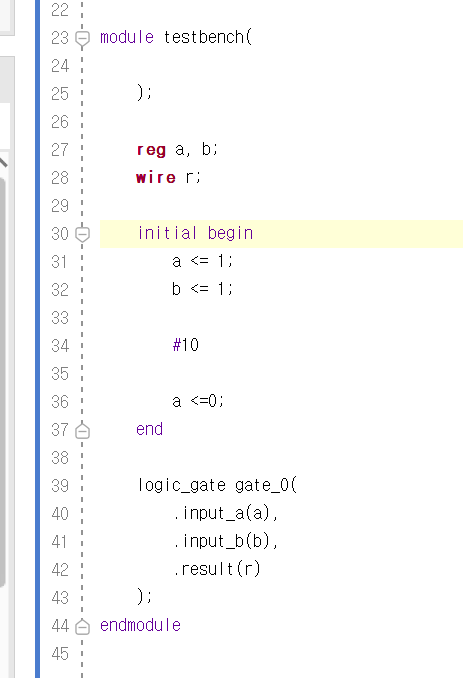 22
23 module testbench(
24
25 );
26
27 reg a, b;
28 wire r;
29
30 initial begin
31 a <= 1;
32 b <= 1;
33
34 #10
35
36 a <=0;
37 end
38
39 logic_gate gate_0(
40 .input_a(a),
41 .input_b(b),
42 .result(r)
43 );
44 endmodule
45